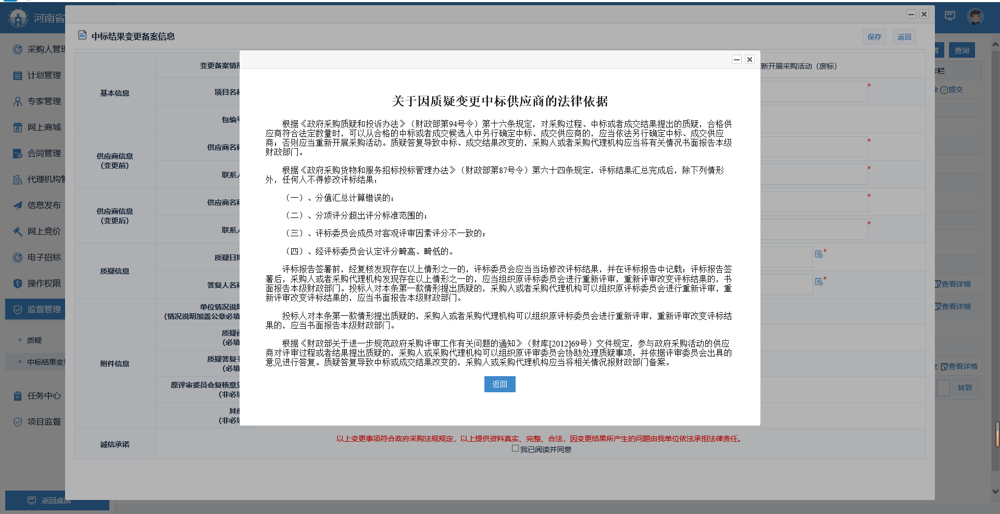 河南省
中标结果变更备案信息
保存
返回
查询
采购人管理
计划管理
专家管理
网上商城
合同管理
代理机构管
信息发布
网上竞价
电子招标
操作权限
监督管理
质疑
中标结果变更
任务中心
项目监督
返回桌面
基本信息
变更备案情形
新开展采购活动（废标）
项目名称
*
包编号
供应商信息
(变更前)
供应商名称
*
联系人
*
供应商信息
(变更后)
供应商名称
*
联系人
*
质疑信息
质疑日期
*
答复人名称
*
附件信息
单位情况说明
(情况说明加盖公章必填
质疑函
(必填
质疑答复书
(必填
原评审委员会复核意见
(非必填
其他
(非必填
诚信承诺
以上变更事项符合政府采购法规规定，以上提供资料真实、完整、合法，因变更结果所产生的问题由我单位依法承担法律责任。
我已阅读并同意
作栏
除 提交
查看详情
查看详情
交 查看详情
转到
关于因质疑变更中标供应商的法律依据
根据《政府采购质疑和投诉办法》（财政部第94号令）第十六条规定，对采购过程、中标或者成交结果提出的质疑，合格供
应商符合法定数量时，可以从合格的中标或者成交候选人中另行确定中标、成交供应商的，应当依法另行确定中标、成交供应
商；否则应当重新开展采购活动。质疑答复导致中标、成交结果改变的，采购人或者采购代理机构应当将有关情况书面报告本级
财政部门。
根据《政府采购货物和服务招标投标管理办法》（财政部第87号令）第六十四条规定，评标结果汇总完成后，除下列情形
外，任何人不得修改评标结果：
（一）、分值汇总计算错误的；
（二）、分项评分超出评分标准范围的；
（三）、评标委员会成员对客观评审因素评分不一致的；
（四）、经评标委员会认定评分畸高、畸低的。
评标报告签署前，经复核发现存在以上情形之一的，评标委员会应当当场修改评标结果，并在评标报告中记载；评标报告签
署后，采购人或者采购代理机构发现存在以上情形之一的，应当组织原评标委员会进行重新评审，重新评审改变评标结果的，书
面报告本级财政部门。投标人对本条第一款情形提出质疑的，采购人或者采购代理机构可以组织原评标委员会进行重新评审，重
新评审改变评标结果的，应当书面报告本级财政部门。
投标人对本条第一款情形提出质疑的，采购人或者采购代理机构可以组织原评标委员会进行重新评审，重新评审改变评标结
果的，应当书面报告本级财政部门。
根据《财政部关于进一步规范政府采购评审工作有关问题的通知》（财库[2012]69号）文件规定，参与政府采购活动的供应
商对评审过程或者结果提出质疑的，采购人或采购代理机构可以组织原评审委员会协助处理质疑事项，并依据评审委员会出具的
意见进行答复。质疑答复导致中标或成交结果改变的，采购人或采购代理机构应当将相关情况报财政部门备案。
返回